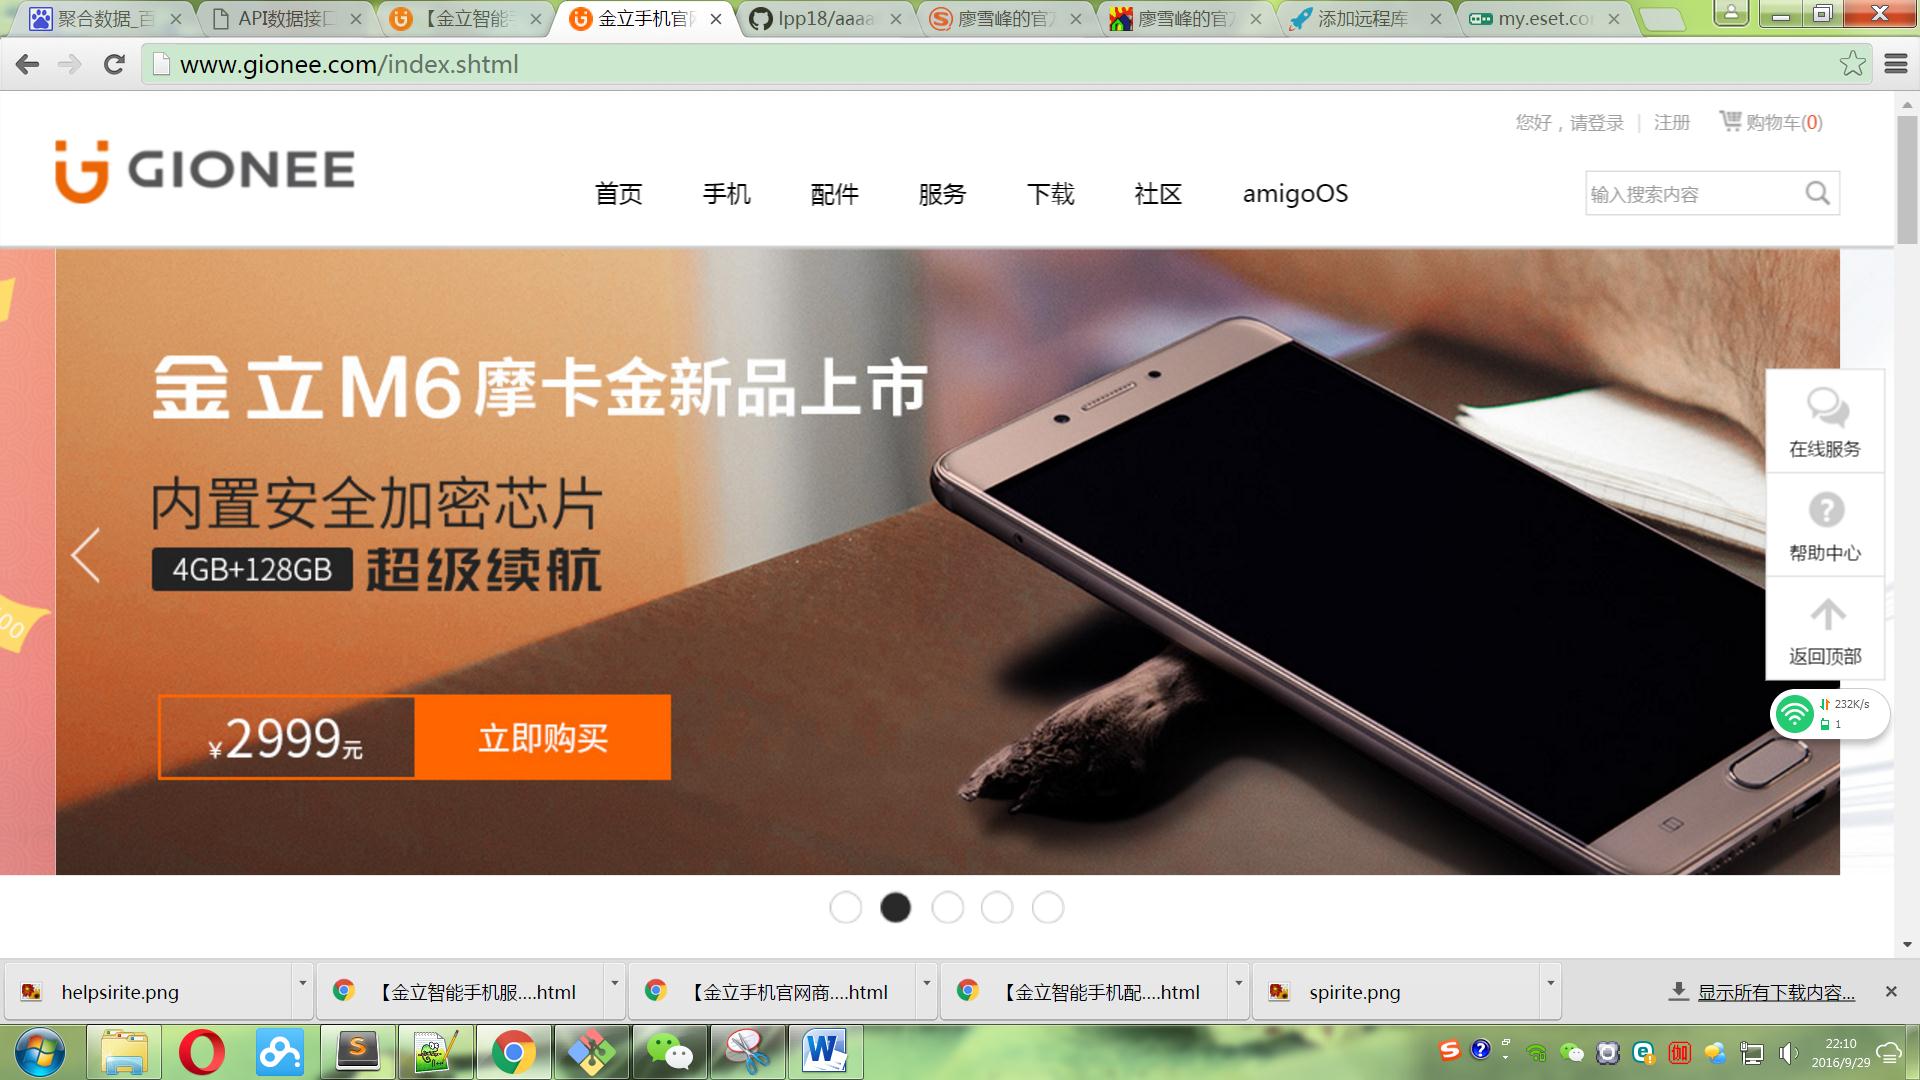 聚合数据_百
API数据接口
【金立智能手
金立手机官网
lpp18/aaaa
廖雪峰的官方
廖雪峰的官方
添加远程库
my.eset.co
www.gionee.com/index.shtml
您好，请登录 | 注册 购物车(0)
GIONEE
首页 手机 配件 服务 下载 社区 amigoOS
输入搜索内容
金立M6摩卡金新品上市
内置安全加密芯片
4GB+128GB 超级续航
¥2999元 立即购买
00
在线服务
帮助中心
返回顶部
232K/s
1
helpsirite.png
【金立智能手机服....html
【金立手机官网商....html
【金立智能手机配....html
spirite.png
显示所有下载内容...
22:10
2016/9/29